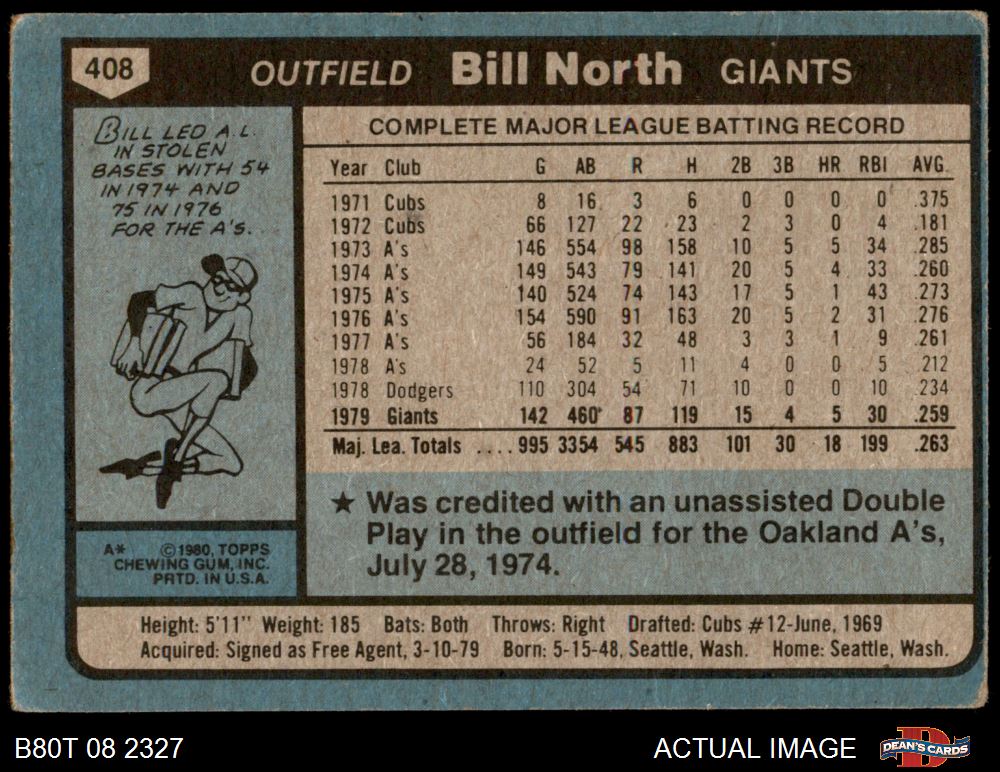 408 OUTFIELD Bill North GIANTS
BILL LED A.L.
IN STOLEN
BASES WITH 54
IN 1974 AND
75 IN 1976
FOR THE A's.
COMPLETE MAJOR LEAGUE BATTING RECORD
Year Club G AB R H 2B 3B HR RBI AVG.
1971 Cubs 8 16 3 6 0 0 0 0 .375
1972 Cubs 66 127 22 23 2 3 0 4 .181
1973 A's 146 554 98 158 10 5 5 34 .285
1974 A's 149 543 79 141 20 5 4 33 .260
1975 A's 140 524 74 143 17 5 1 43 .273
1976 A's 154 590 91 163 20 5 2 31 .276
1977 A's 56 184 32 48 3 3 1 9 .261
1978 A's 24 52 5 11 4 0 0 5 .212
1978 Dodgers 110 304 54 71 10 0 0 10 .234
1979 Giants 142 460 87 119 15 4 5 30 .259
Maj. Lea. Totals .... 995 3354 545 883 101 30 18 199 .263
★ Was credited with an unassisted Double
Play in the outfield for the Oakland A's,
July 28, 1974.
A* ©1980, TOPPS
CHEWING GUM, INC.
PRTD. IN U.S.A.
Height: 5'11" Weight: 185 Bats: Both Throws: Right Drafted: Cubs #12-June, 1969
Acquired: Signed as Free Agent, 3-10-79 Born: 5-15-48, Seattle, Wash. Home: Seattle, Wash.
B80T 08 2327 ACTUAL IMAGE D DEAN'S CARDS